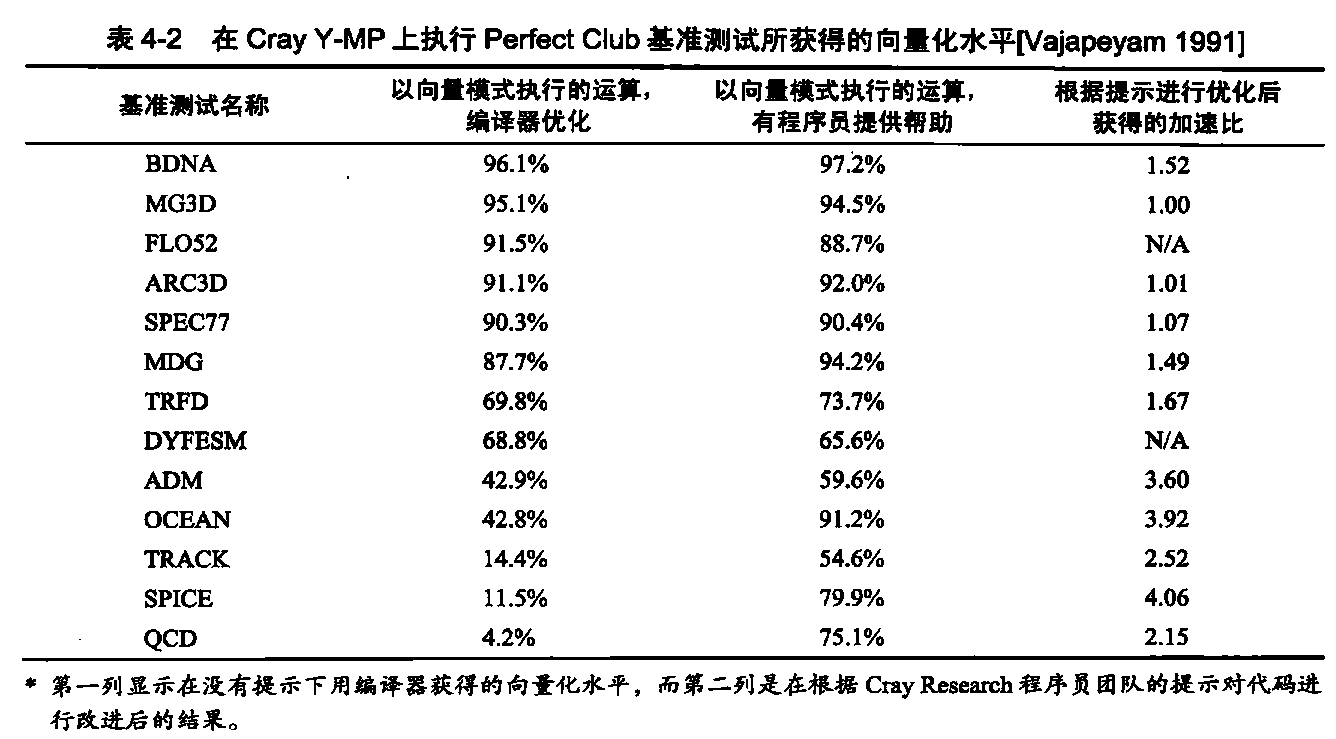 表 4-2 在 Cray Y-MP 上执行 Perfect Club 基准测试所获得的向量化水平[Vajapeyam 1991]
基准测试名称 以向量模式执行的运算，编译器优化 以向量模式执行的运算，有程序员提供帮助 根据提示进行优化后获得的加速比
BDNA 96.1% 97.2% 1.52
MG3D 95.1% 94.5% 1.00
FLO52 91.5% 88.7% N/A
ARC3D 91.1% 92.0% 1.01
SPEC77 90.3% 90.4% 1.07
MDG 87.7% 94.2% 1.49
TRFD 69.8% 73.7% 1.67
DYFESM 68.8% 65.6% N/A
ADM 42.9% 59.6% 3.60
OCEAN 42.8% 91.2% 3.92
TRACK 14.4% 54.6% 2.52
SPICE 11.5% 79.9% 4.06
QCD 4.2% 75.1% 2.15
* 第一列显示在没有提示下用编译器获得的向量化水平，而第二列是在根据 Cray Research 程序员团队的提示对代码进
行改进后的结果。